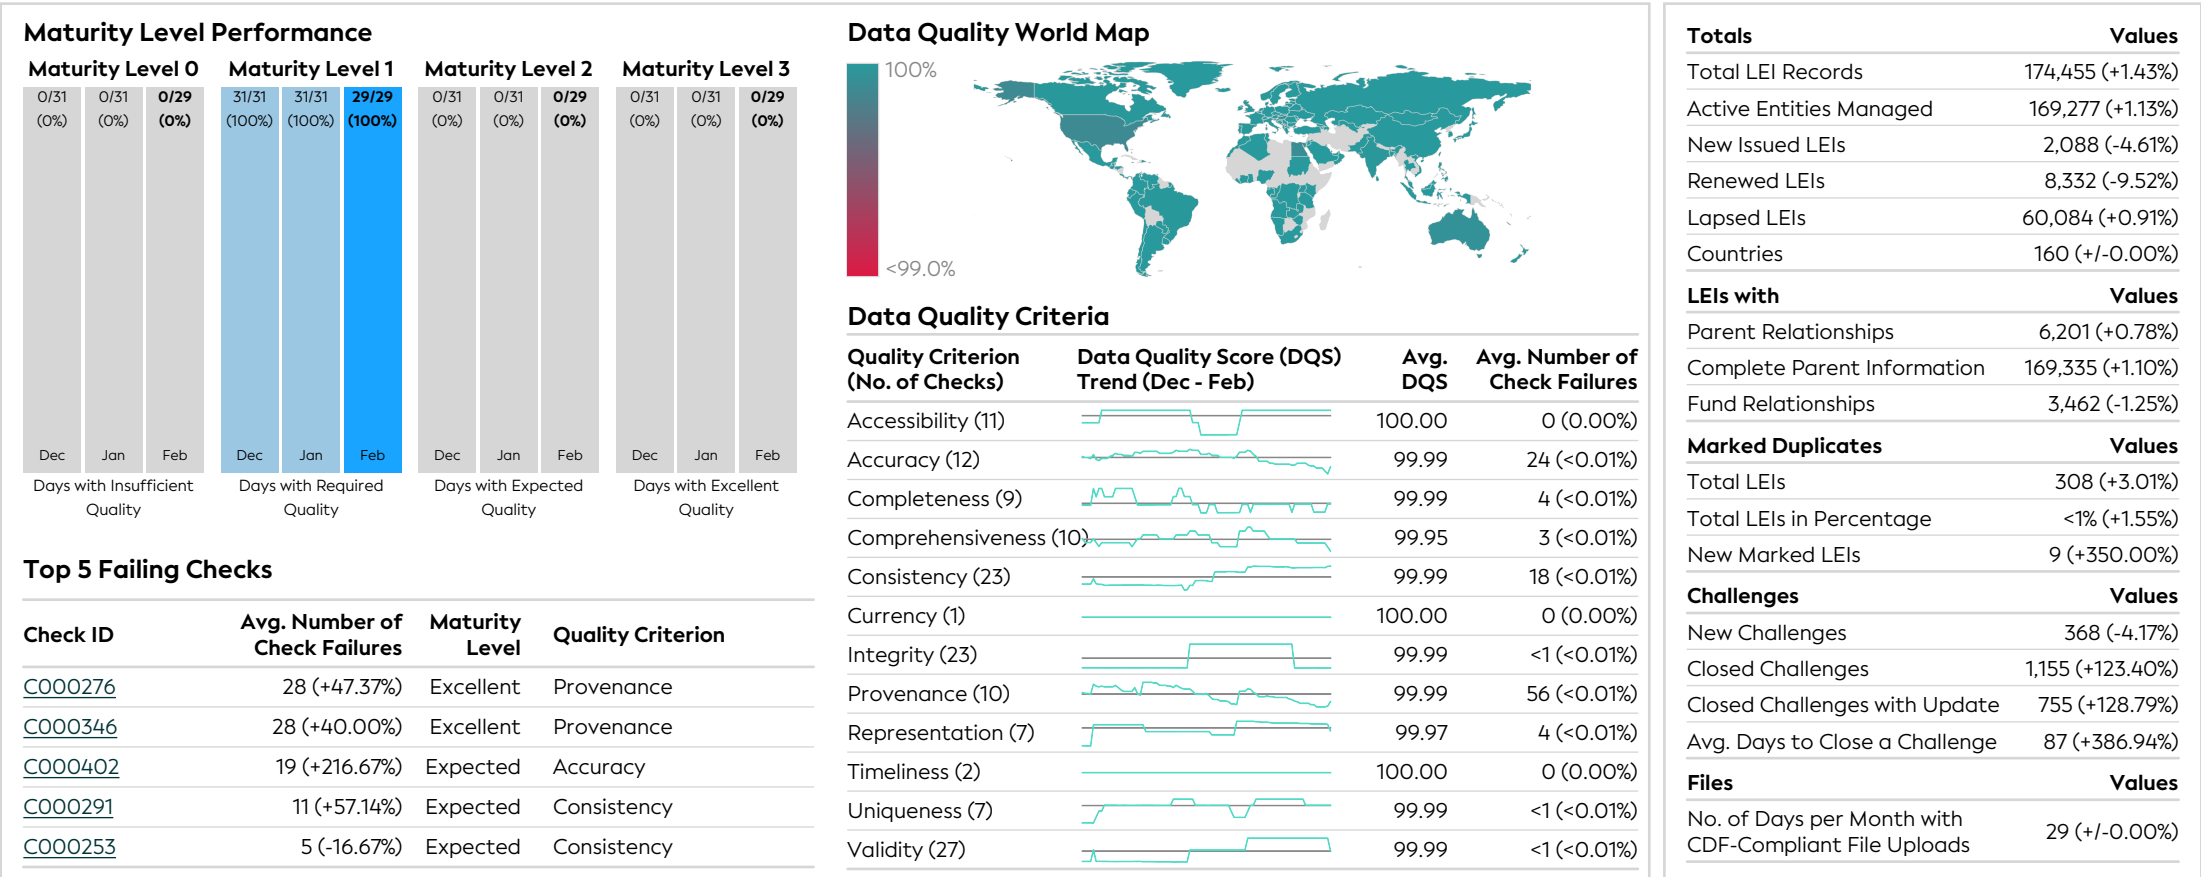 Maturity Level Performance
Maturity Level 0 Maturity Level 1 Maturity Level 2 Maturity Level 3
0/31 0/31 0/29 31/31 31/31 29/29 0/31 0/31 0/29 0/31 0/31 0/29
(0%) (0%) (0%) (100%) (100%) (100%) (0%) (0%) (0%) (0%) (0%) (0%)
Dec Jan Feb Dec Jan Feb Dec Jan Feb Dec Jan Feb
Days with Insufficient Days with Required Days with Expected Days with Excellent
Quality Quality Quality Quality
Top 5 Failing Checks
Check ID Avg. Number of Check Failures Maturity Level Quality Criterion
C000276 28 (+47.37%) Excellent Provenance
C000346 28 (+40.00%) Excellent Provenance
C000402 19 (+216.67%) Expected Accuracy
C000291 11 (+57.14%) Expected Consistency
C000253 5 (-16.67%) Expected Consistency
Data Quality World Map
100%
<99.0%
Data Quality Criteria
Quality Criterion Data Quality Score (DQS) Avg. Avg. Number of
(No. of Checks) Trend (Dec - Feb) DQS Check Failures
Accessibility (11) 100.00 0 (0.00%)
Accuracy (12) 99.99 24 (<0.01%)
Completeness (9) 99.99 4 (<0.01%)
Comprehensiveness (10) 99.95 3 (<0.01%)
Consistency (23) 99.99 18 (<0.01%)
Currency (1) 100.00 0 (0.00%)
Integrity (23) 99.99 <1 (<0.01%)
Provenance (10) 99.99 56 (<0.01%)
Representation (7) 99.97 4 (<0.01%)
Timeliness (2) 100.00 0 (0.00%)
Uniqueness (7) 99.99 <1 (<0.01%)
Validity (27) 99.99 <1 (<0.01%)
Totals Values
Total LEI Records 174,455 (+1.43%)
Active Entities Managed 169,277 (+1.13%)
New Issued LEIs 2,088 (-4.61%)
Renewed LEIs 8,332 (-9.52%)
Lapsed LEIs 60,084 (+0.91%)
Countries 160 (+/-0.00%)
LEIs with Values
Parent Relationships 6,201 (+0.78%)
Complete Parent Information 169,335 (+1.10%)
Fund Relationships 3,462 (-1.25%)
Marked Duplicates Values
Total LEIs 308 (+3.01%)
Total LEIs in Percentage <1% (+1.55%)
New Marked LEIs 9 (+350.00%)
Challenges Values
New Challenges 368 (-4.17%)
Closed Challenges 1,155 (+123.40%)
Closed Challenges with Update 755 (+128.79%)
Avg. Days to Close a Challenge 87 (+386.94%)
Files Values
No. of Days per Month with
CDF-Compliant File Uploads 29 (+/-0.00%)